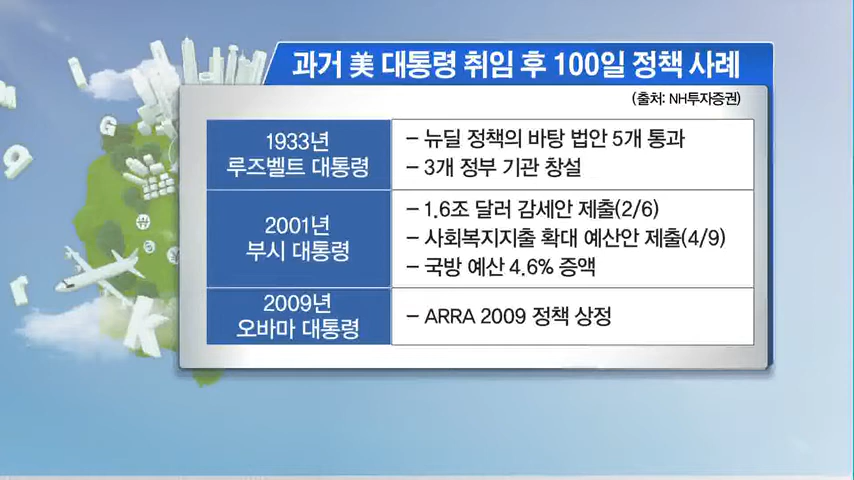 과거 美 대통령 취임 후 100일 정책 사례
(출처: NH투자증권)
1933년
루즈벨트 대통령
– 뉴딜 정책의 바탕 법안 5개 통과
– 3개 정부 기관 창설
2001년
부시 대통령
– 1.6조 달러 감세안 제출(2/6)
– 사회복지지출 확대 예산안 제출(4/9)
– 국방 예산 4.6% 증액
2009년
오바마 대통령
– ARRA 2009 정책 상정